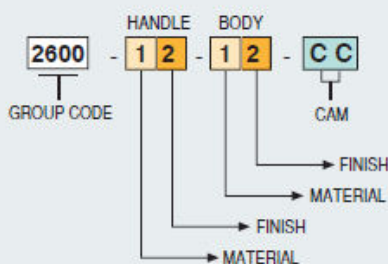 HANDLE BODY
2600 - 1 2 - 1 2 - C C
GROUP CODE CAM
FINISH
MATERIAL
FINISH
MATERIAL